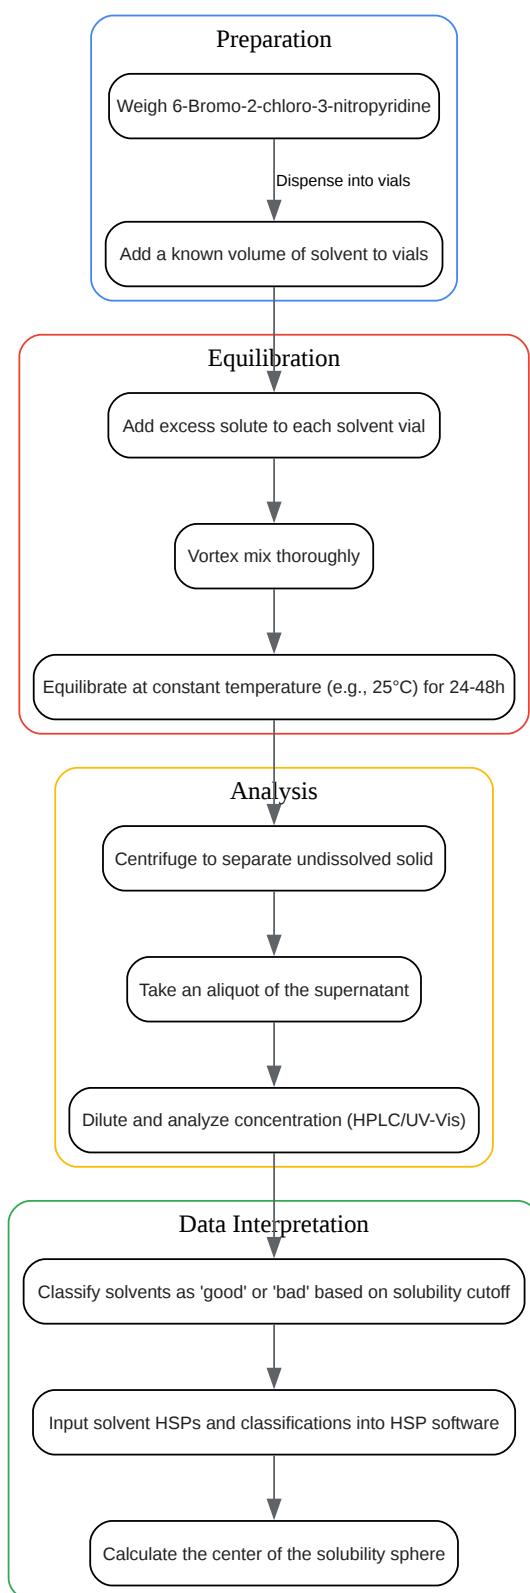 Preparation
Weigh 6-Bromo-2-chloro-3-nitropyridine
Dispense into vials
Add a known volume of solvent to vials
Equilibration
Add excess solute to each solvent vial
Vortex mix thoroughly
Equilibrate at constant temperature (e.g., 25°C) for 24-48h
Analysis
Centrifuge to separate undissolved solid
Take an aliquot of the supernatant
Dilute and analyze concentration (HPLC/UV-Vis)
Data Interpretation
Classify solvents as 'good' or 'bad' based on solubility cutoff
Input solvent HSPs and classifications into HSP software
Calculate the center of the solubility sphere